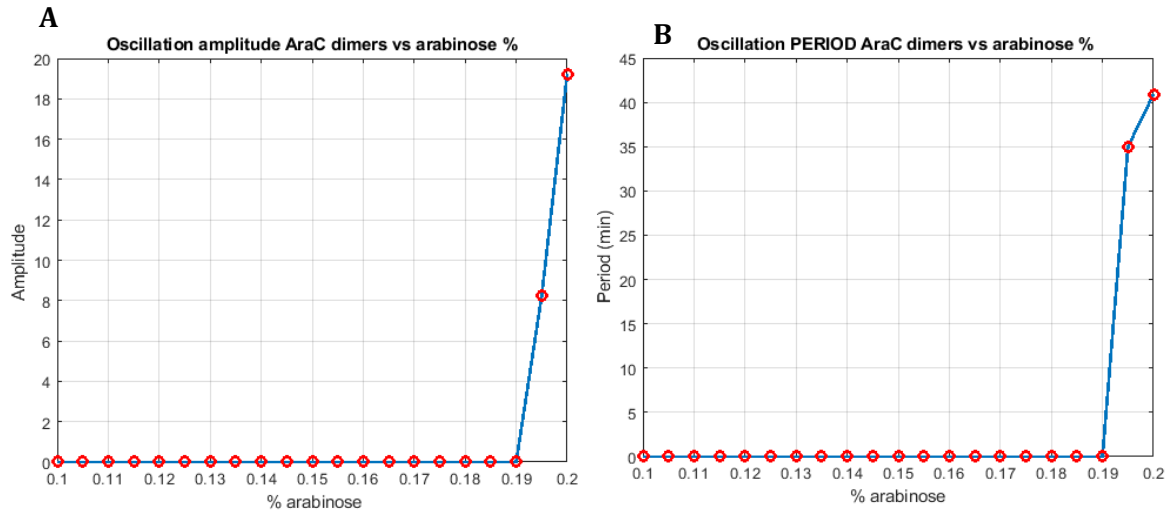 A
Oscillation amplitude AraC dimers vs arabinose %
20
18
16
14
12
10
8
6
4
2
0
Amplitude
0.1 0.11 0.12 0.13 0.14 0.15 0.16 0.17 0.18 0.19 0.2
% arabinose
B
Oscillation PERIOD AraC dimers vs arabinose %
45
40
35
30
25
20
15
10
5
0
Period (min)
0.1 0.11 0.12 0.13 0.14 0.15 0.16 0.17 0.18 0.19 0.2
% arabinose